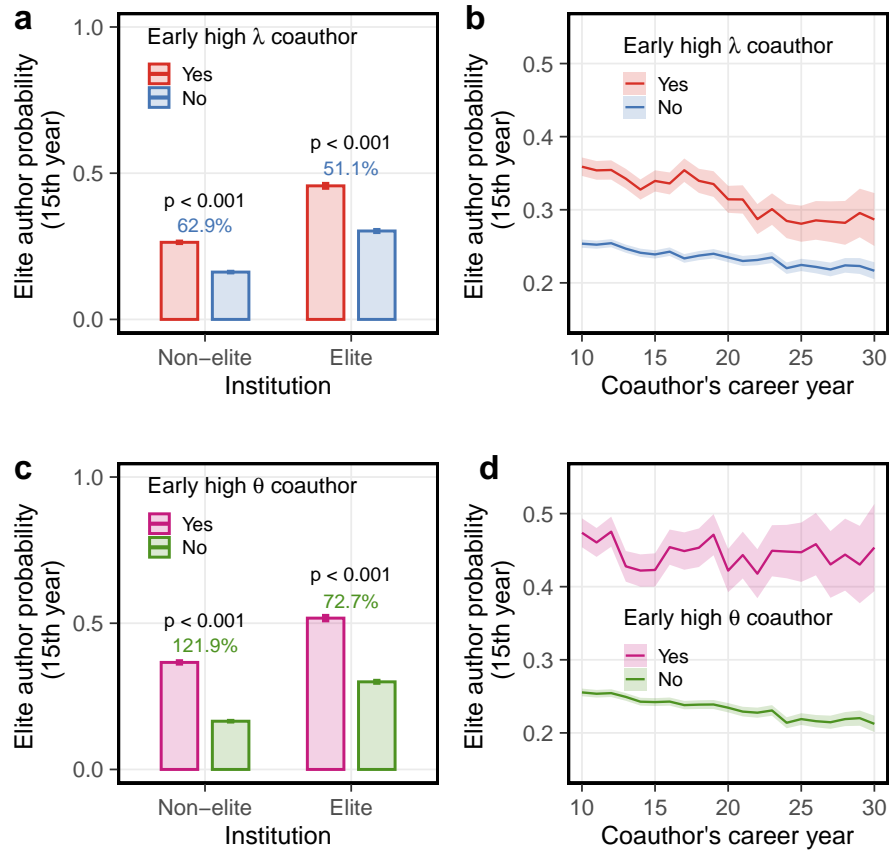 a
Elite author probability
(15th year)
1.0
0.5
0.0
Early high λ coauthor
Yes
No
p < 0.001
62.9%
p < 0.001
51.1%
Non−elite
Elite
Institution
b
Elite author probability
(15th year)
0.5
0.4
0.3
0.2
Early high λ coauthor
Yes
No
10
15
20
25
30
Coauthor's career year
c
Elite author probability
(15th year)
1.0
0.5
0.0
Early high θ coauthor
Yes
No
p < 0.001
121.9%
p < 0.001
72.7%
Non−elite
Elite
Institution
d
Elite author probability
(15th year)
0.5
0.4
0.3
0.2
Early high θ coauthor
Yes
No
10
15
20
25
30
Coauthor's career year